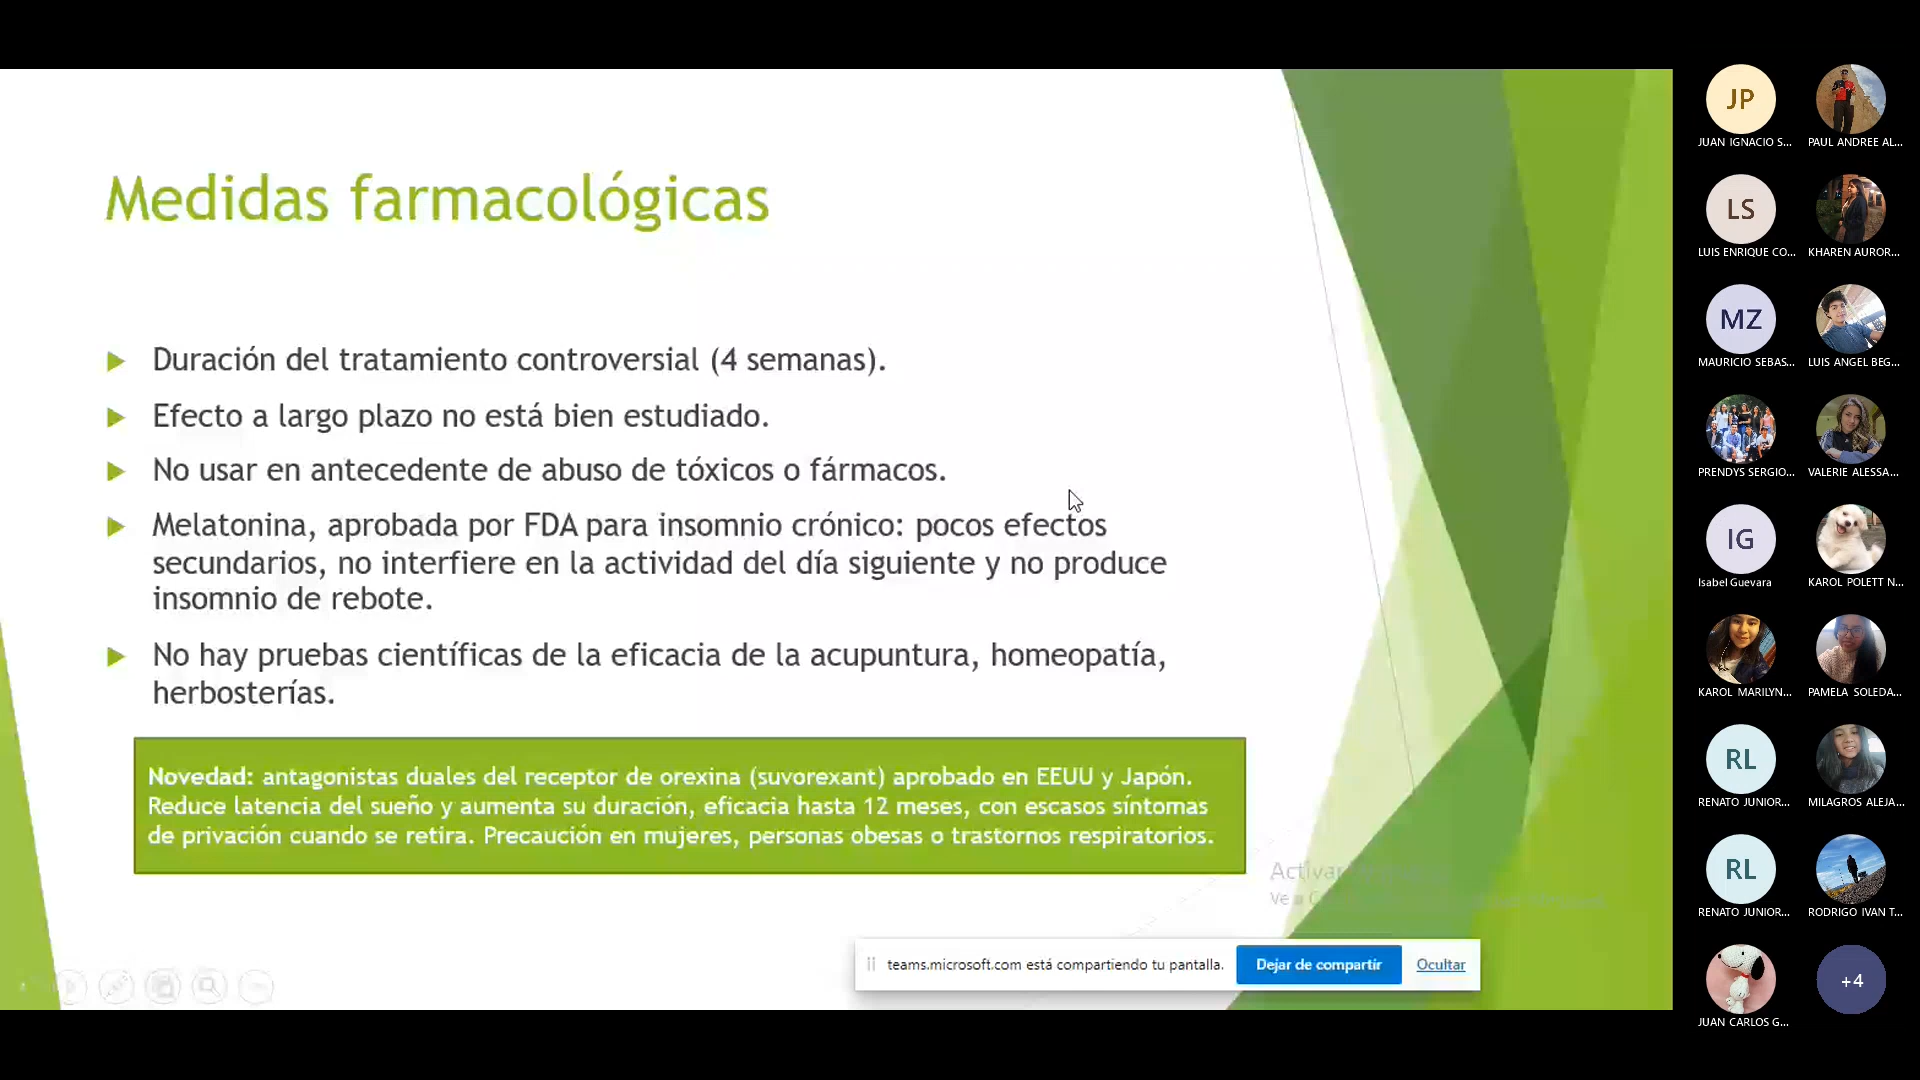 Medidas farmacológicas
Duración del tratamiento controversial (4 semanas).
Efecto a largo plazo no está bien estudiado.
No usar en antecedente de abuso de tóxicos o fármacos.
Melatonina, aprobada por FDA para insomnio crónico: pocos efectos
secundarios, no interfiere en la actividad del día siguiente y no produce
insomnio de rebote.
No hay pruebas científicas de la eficacia de la acupuntura, homeopatía,
herbosterías.
Novedad: antagonistas duales del receptor de orexina (suvorexant) aprobado en EEUU y Japón.
Reduce latencia del sueño y aumenta su duración, eficacia hasta 12 meses, con escasos síntomas
de privación cuando se retira. Precaución en mujeres, personas obesas o trastornos respiratorios.
Activar
Ve a
teams.microsoft.com está compartiendo tu pantalla.
Dejar de compartir
Ocultar
JP
JUAN IGNACIO S...
PAUL ANDREE AL...
LS
LUIS ENRIQUE CO...
KHAREN AUROR...
MZ
MAURICIO SEBAS...
LUIS ANGEL BEG...
PRENDYS SERGIO...
VALERIE ALESSA...
IG
Isabel Guevara
KAROL POLETT N...
KAROL MARILYN...
PAMELA SOLEDA...
RL
RENATO JUNIOR...
MILAGROS ALEJA...
RL
RENATO JUNIOR...
RODRIGO IVAN T...
JUAN CARLOS G...
+4